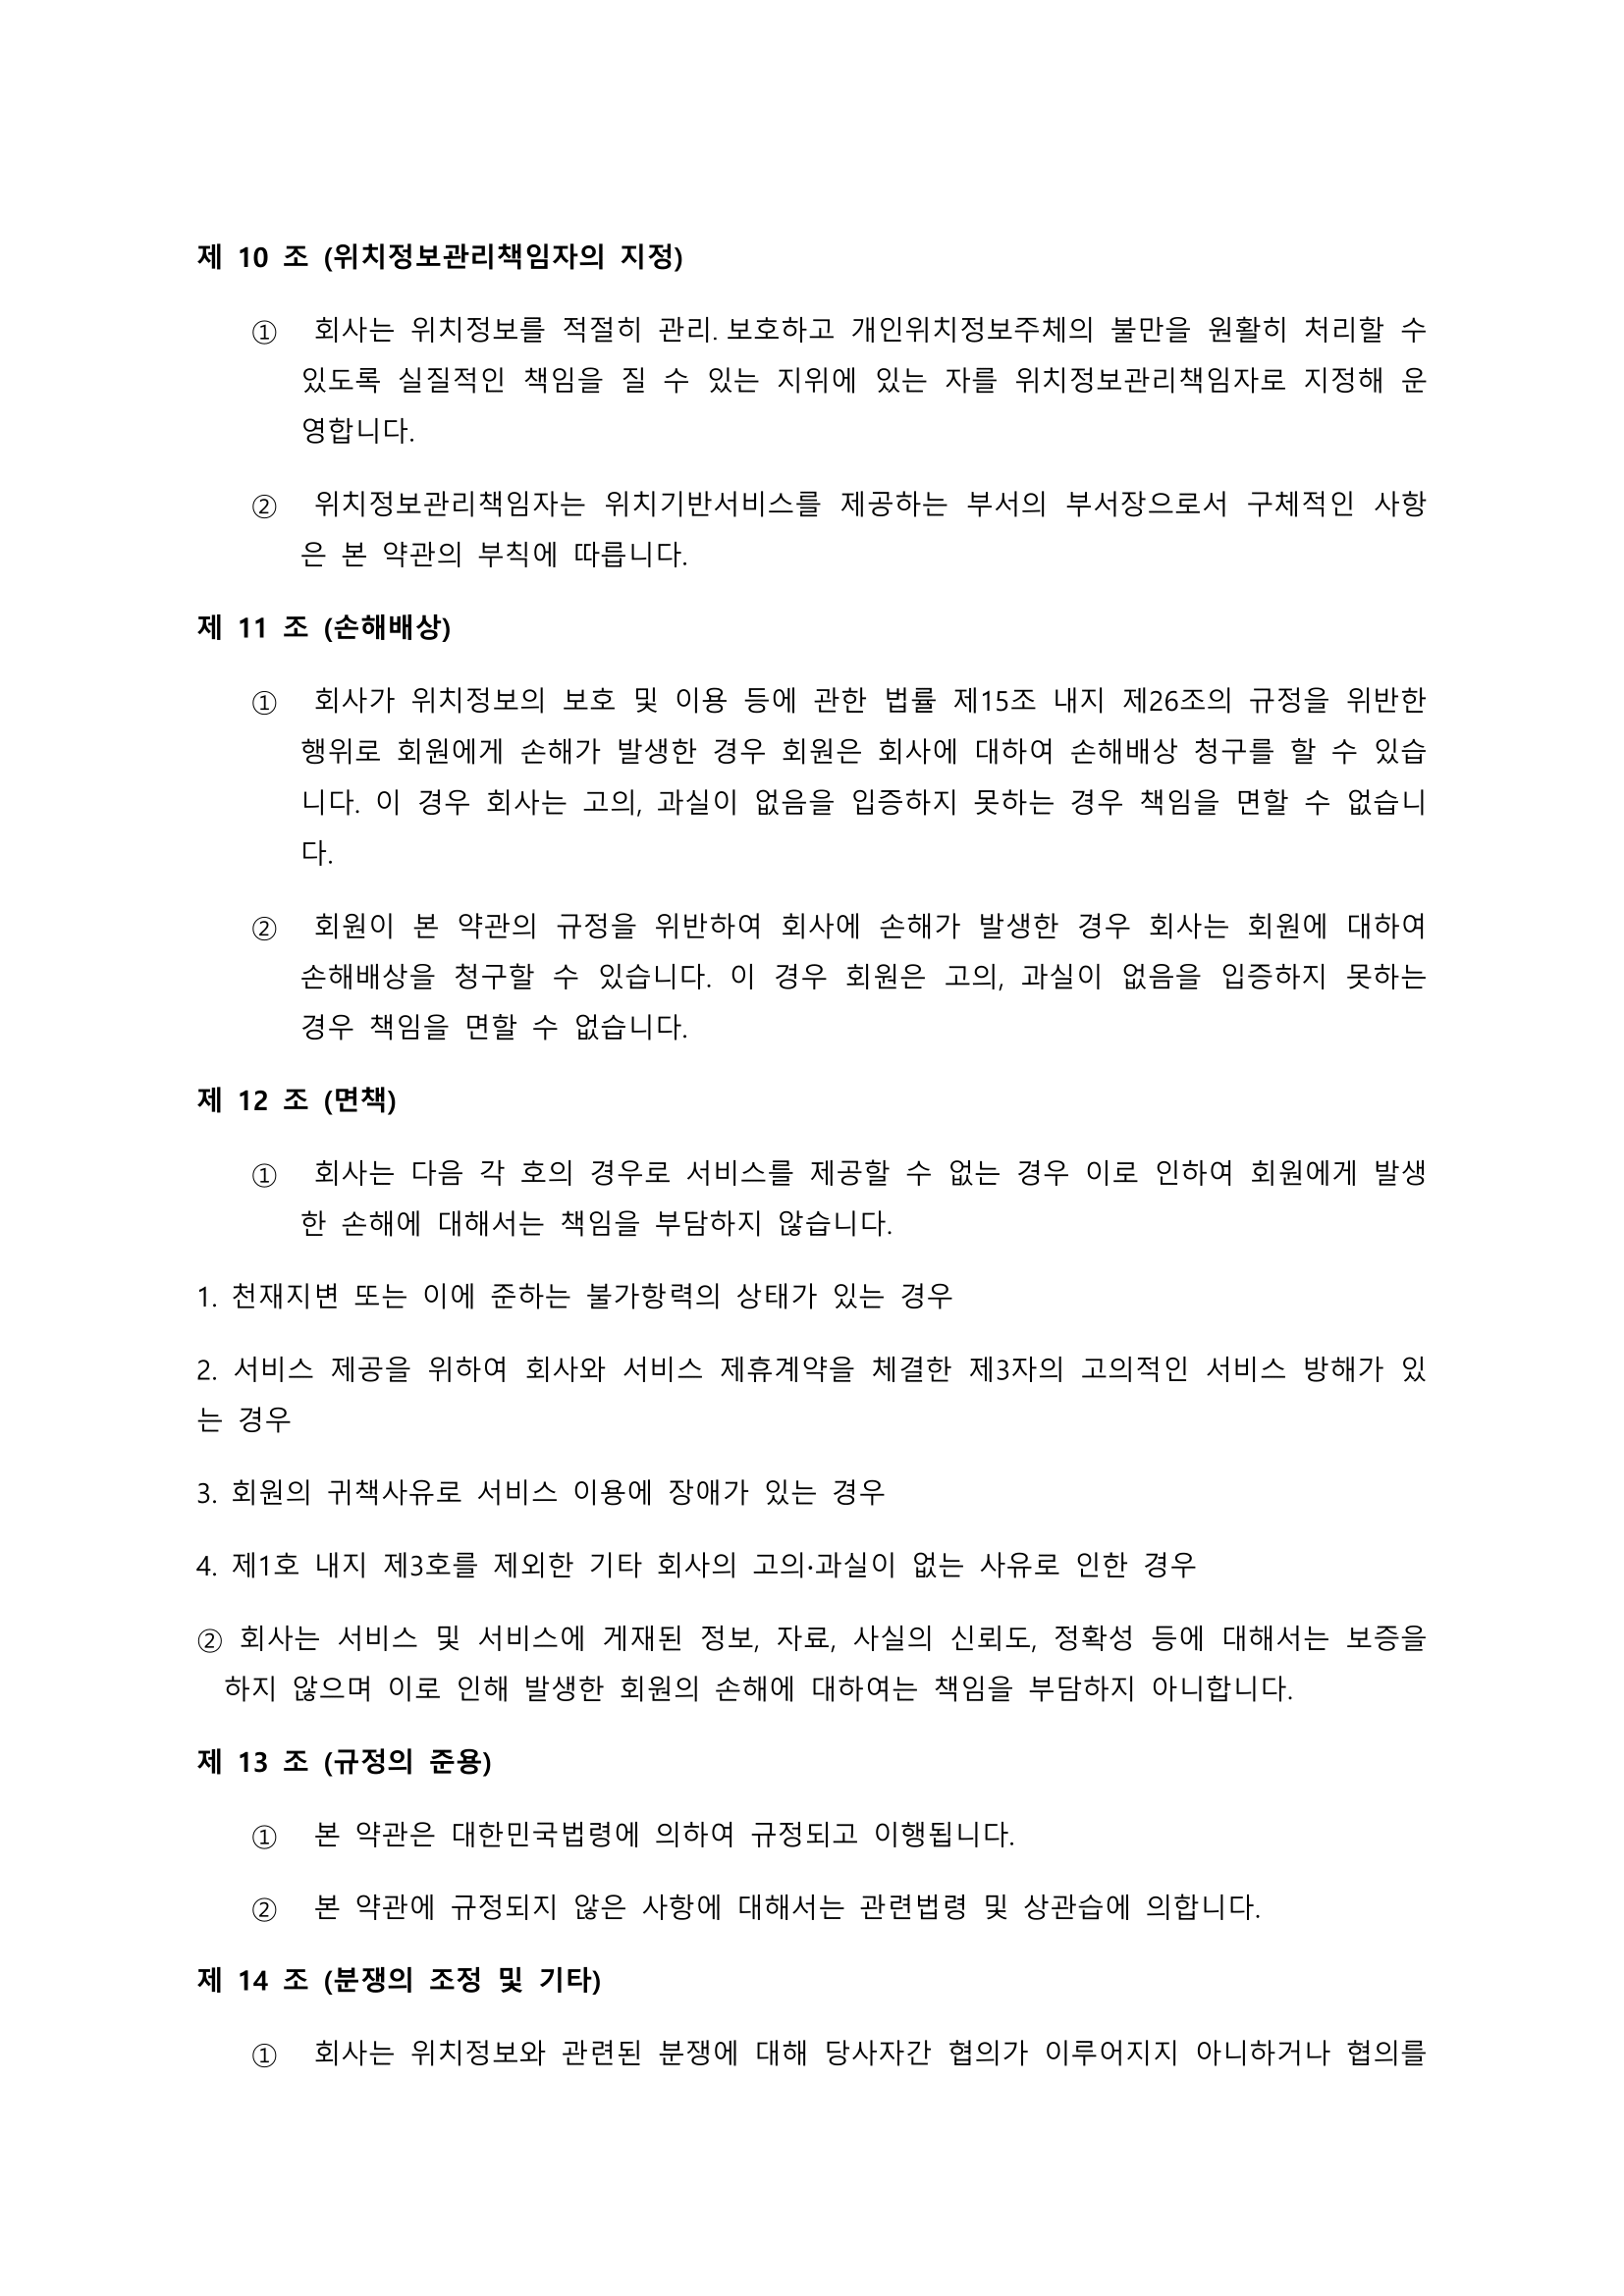 제 10 조 (위치정보관리책임자의 지정)
① 회사는 위치정보를 적절히 관리. 보호하고 개인위치정보주체의 불만을 원활히 처리할 수
있도록 실질적인 책임을 질 수 있는 지위에 있는 자를 위치정보관리책임자로 지정해 운
영합니다.
② 위치정보관리책임자는 위치기반서비스를 제공하는 부서의 부서장으로서 구체적인 사항
은 본 약관의 부칙에 따릅니다.
제 11 조 (손해배상)
① 회사가 위치정보의 보호 및 이용 등에 관한 법률 제15조 내지 제26조의 규정을 위반한
행위로 회원에게 손해가 발생한 경우 회원은 회사에 대하여 손해배상 청구를 할 수 있습
니다. 이 경우 회사는 고의, 과실이 없음을 입증하지 못하는 경우 책임을 면할 수 없습니
다.
② 회원이 본 약관의 규정을 위반하여 회사에 손해가 발생한 경우 회사는 회원에 대하여
손해배상을 청구할 수 있습니다. 이 경우 회원은 고의, 과실이 없음을 입증하지 못하는
경우 책임을 면할 수 없습니다.
제 12 조 (면책)
① 회사는 다음 각 호의 경우로 서비스를 제공할 수 없는 경우 이로 인하여 회원에게 발생
한 손해에 대해서는 책임을 부담하지 않습니다.
1. 천재지변 또는 이에 준하는 불가항력의 상태가 있는 경우
2. 서비스 제공을 위하여 회사와 서비스 제휴계약을 체결한 제3자의 고의적인 서비스 방해가 있
는 경우
3. 회원의 귀책사유로 서비스 이용에 장애가 있는 경우
4. 제1호 내지 제3호를 제외한 기타 회사의 고의·과실이 없는 사유로 인한 경우
② 회사는 서비스 및 서비스에 게재된 정보, 자료, 사실의 신뢰도, 정확성 등에 대해서는 보증을
하지 않으며 이로 인해 발생한 회원의 손해에 대하여는 책임을 부담하지 아니합니다.
제 13 조 (규정의 준용)
① 본 약관은 대한민국법령에 의하여 규정되고 이행됩니다.
② 본 약관에 규정되지 않은 사항에 대해서는 관련법령 및 상관습에 의합니다.
제 14 조 (분쟁의 조정 및 기타)
① 회사는 위치정보와 관련된 분쟁에 대해 당사자간 협의가 이루어지지 아니하거나 협의를